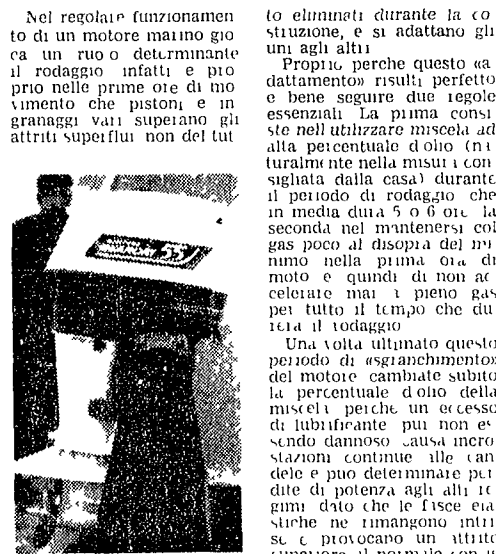 Nel regolare funzionamen
to di un motore marino gio
ca un ruolo determinante
il rodaggio infatti e pro
prio nelle prime ore di mo
vimento che pistoni e in
granaggi vari superano gli
attriti superflui non del tut
to eliminati durante la co
struzione, e si adattano gli
uni agli altri
Proprio perche questo «a
dattamento» risulti perfetto
e bene seguire due regole
essenziali La prima consi
ste nell utilizzare miscela ad
alta percentuale d olio (na
turalmente nella misura con
sigliata dalla casa) durante
il periodo di rodaggio che
in media dura 5 o 6 ore la
seconda nel mantenersi col
gas poco al disopra del mi
nimo nella prima ora di
moto e quindi di non ac
celerare mai a pieno gas
per tutto il tempo che du
rera il rodaggio
Una volta ultimato questo
periodo di «sgranchimento»
del motore cambiate subito
la percentuale d olio della
miscela perche un eccesso
di lubrificante pur non es
sendo dannoso causa incro
stazioni continue alle can
dele e puo determinare per
dite di potenza agli alti re
gimi dato che le fasce ela
stiche ne rimangono intri
se e provocano un attrito